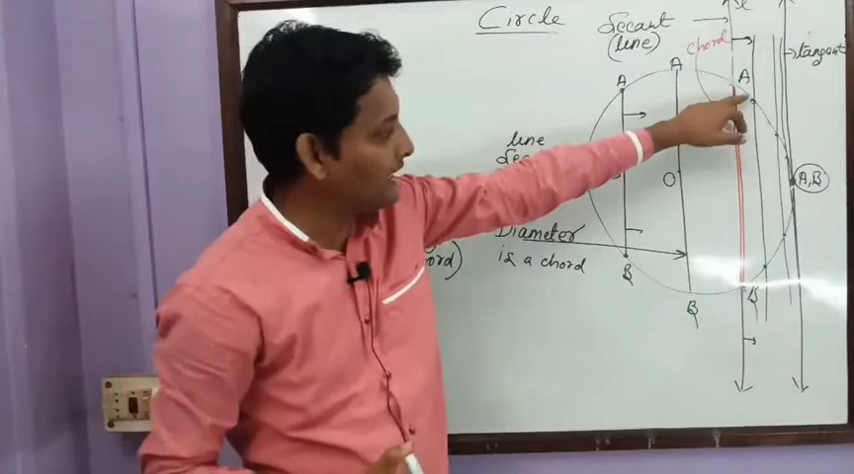 Circle
Secant
(line)
chord
tangent
A
A
A
line
O
A,B
Diameter
is a chord
B
B
B